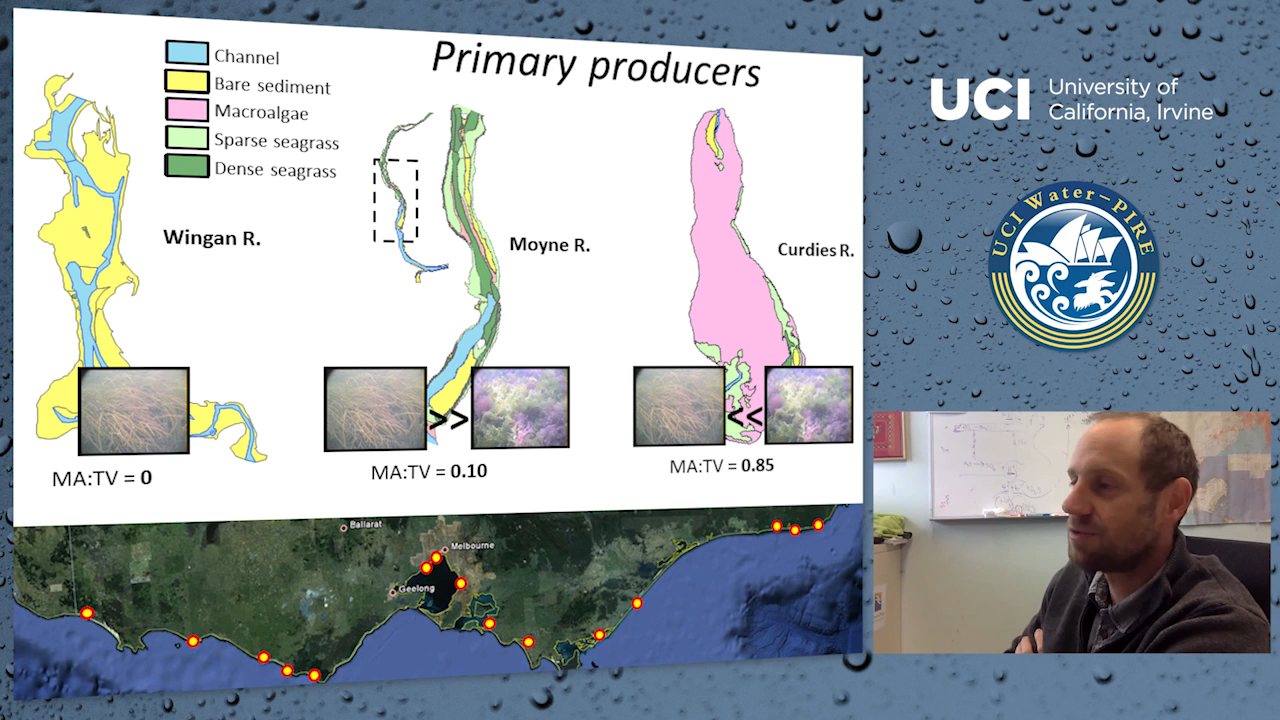 Primary producers
Channel
Bare sediment
Macroalgae
Sparse seagrass
Dense seagrass
Wingan R.
Moyne R.
Curdies R.
>>
<<
MA:TV = 0
MA:TV = 0.10
MA:TV = 0.85
Ballarat
Melbourne
Geelong
UCI
University of
California, Irvine
UCI Water-PIRE